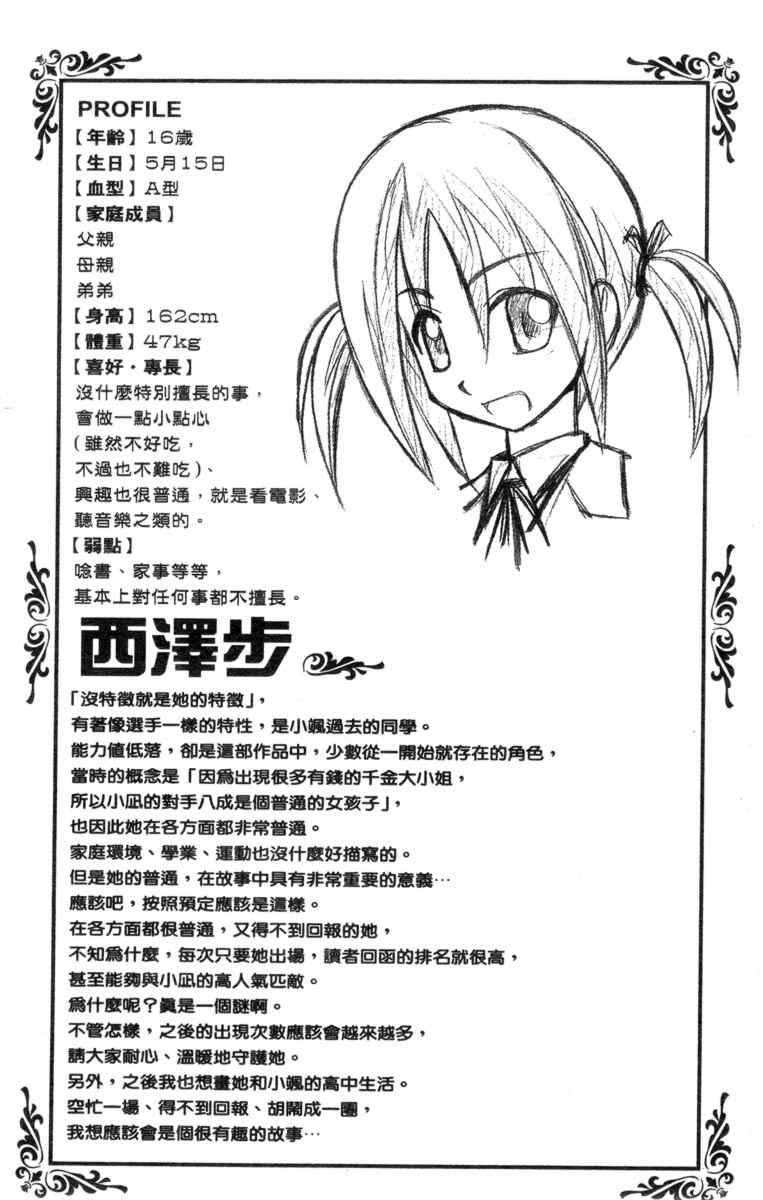 PROFILE
【年齡】16歲
【生日】5月15日
【血型】A型
【家庭成員】
父親
母親
弟弟
【身高】162cm
【體重】47kg
【喜好・專長】
沒什麼特別擅長的事，
會做一點小點心
(雖然不好吃，
不過也不難吃)、
興趣也很普通，就是看電影、
聽音樂之類的。
【弱點】
唸書、家事等等，
基本上對任何事都不擅長。
西澤步
「沒特徵就是她的特徵」，
有著像選手一樣的特性，是小颯過去的同學。
能力值低落，卻是這部作品中，少數從一開始就存在的角色，
當時的概念是「因為出現很多有錢的千金大小姐，
所以小凪的對手八成是個普通的女孩子」，
也因此她在各方面都非常普通。
家庭環境、學業、運動也沒什麼好描寫的。
但是她的普通，在故事中具有非常重要的意義…
應該吧，按照預定應該是這樣。
在各方面都很普通，又得不到回報的她，
不知為什麼，每次只要她出場，讀者回函的排名就很高，
甚至能夠與小凪的高人氣匹敵。
為什麼呢？真是一個謎啊。
不管怎樣，之後的出現次數應該會越來越多，
請大家耐心、溫暖地守護她。
另外，之後我也想畫她和小颯的高中生活。
空忙一場、得不到回報、胡鬧成一團，
我想應該會是個很有趣的故事…